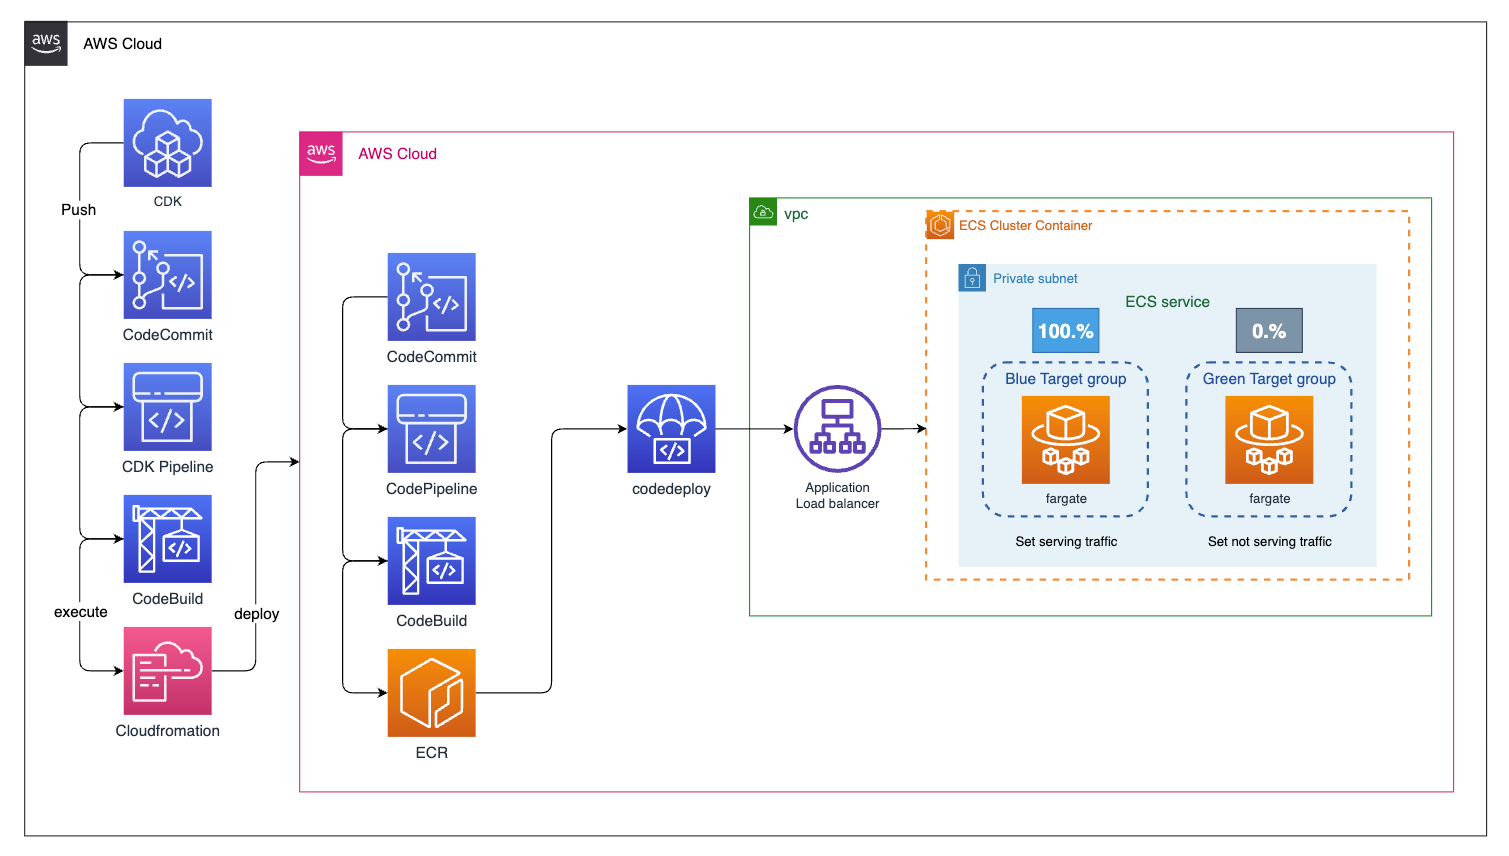 aws
AWS Cloud
CDK
Push
CodeCommit
CDK Pipeline
CodeBuild
execute
Cloudfromation
deploy
aws
AWS Cloud
CodeCommit
CodePipeline
CodeBuild
ECR
codedeploy
vpc
Application
Load balancer
ECS Cluster Container
Private subnet
ECS service
100.%
0.%
Blue Target group
Green Target group
fargate
fargate
Set serving traffic
Set not serving traffic